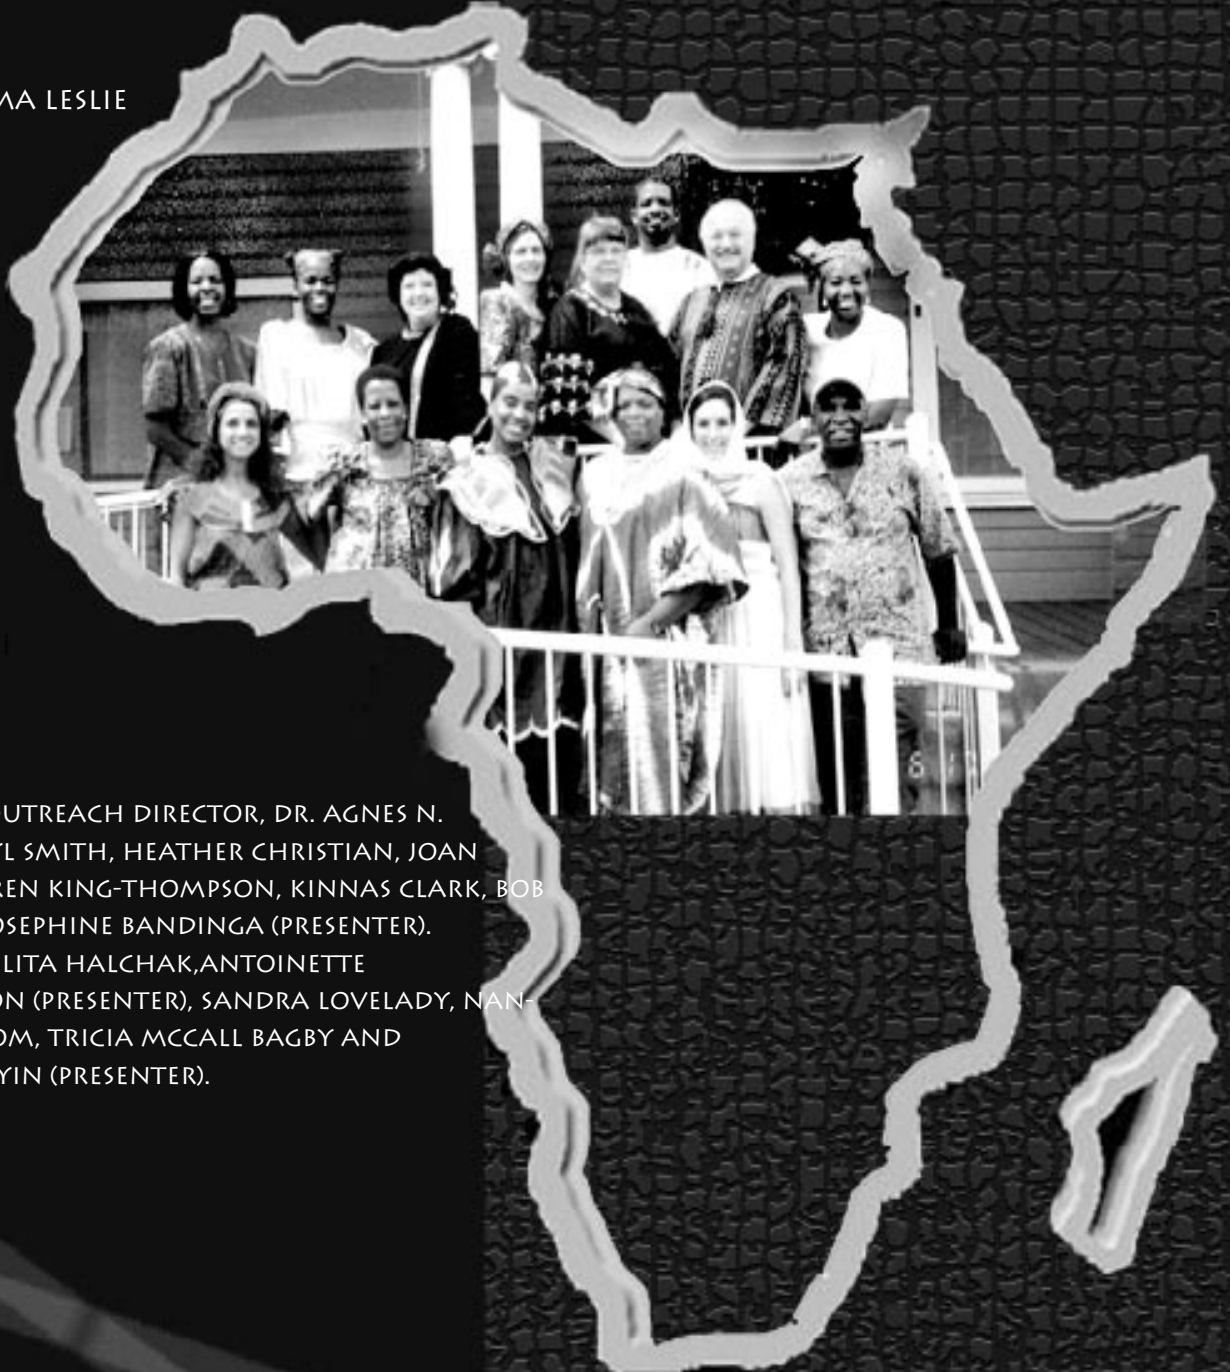 MA LESLIE
OUTREACH DIRECTOR, DR. AGNES N.
YL SMITH, HEATHER CHRISTIAN, JOAN
REN KING-THOMPSON, KINNAS CLARK, BOB
OSEPHINE BANDINGA (PRESENTER).
LITA HALCHAK,ANTOINETTE
ON (PRESENTER), SANDRA LOVELADY, NAN-
OM, TRICIA MCCALL BAGBY AND
YIN (PRESENTER).